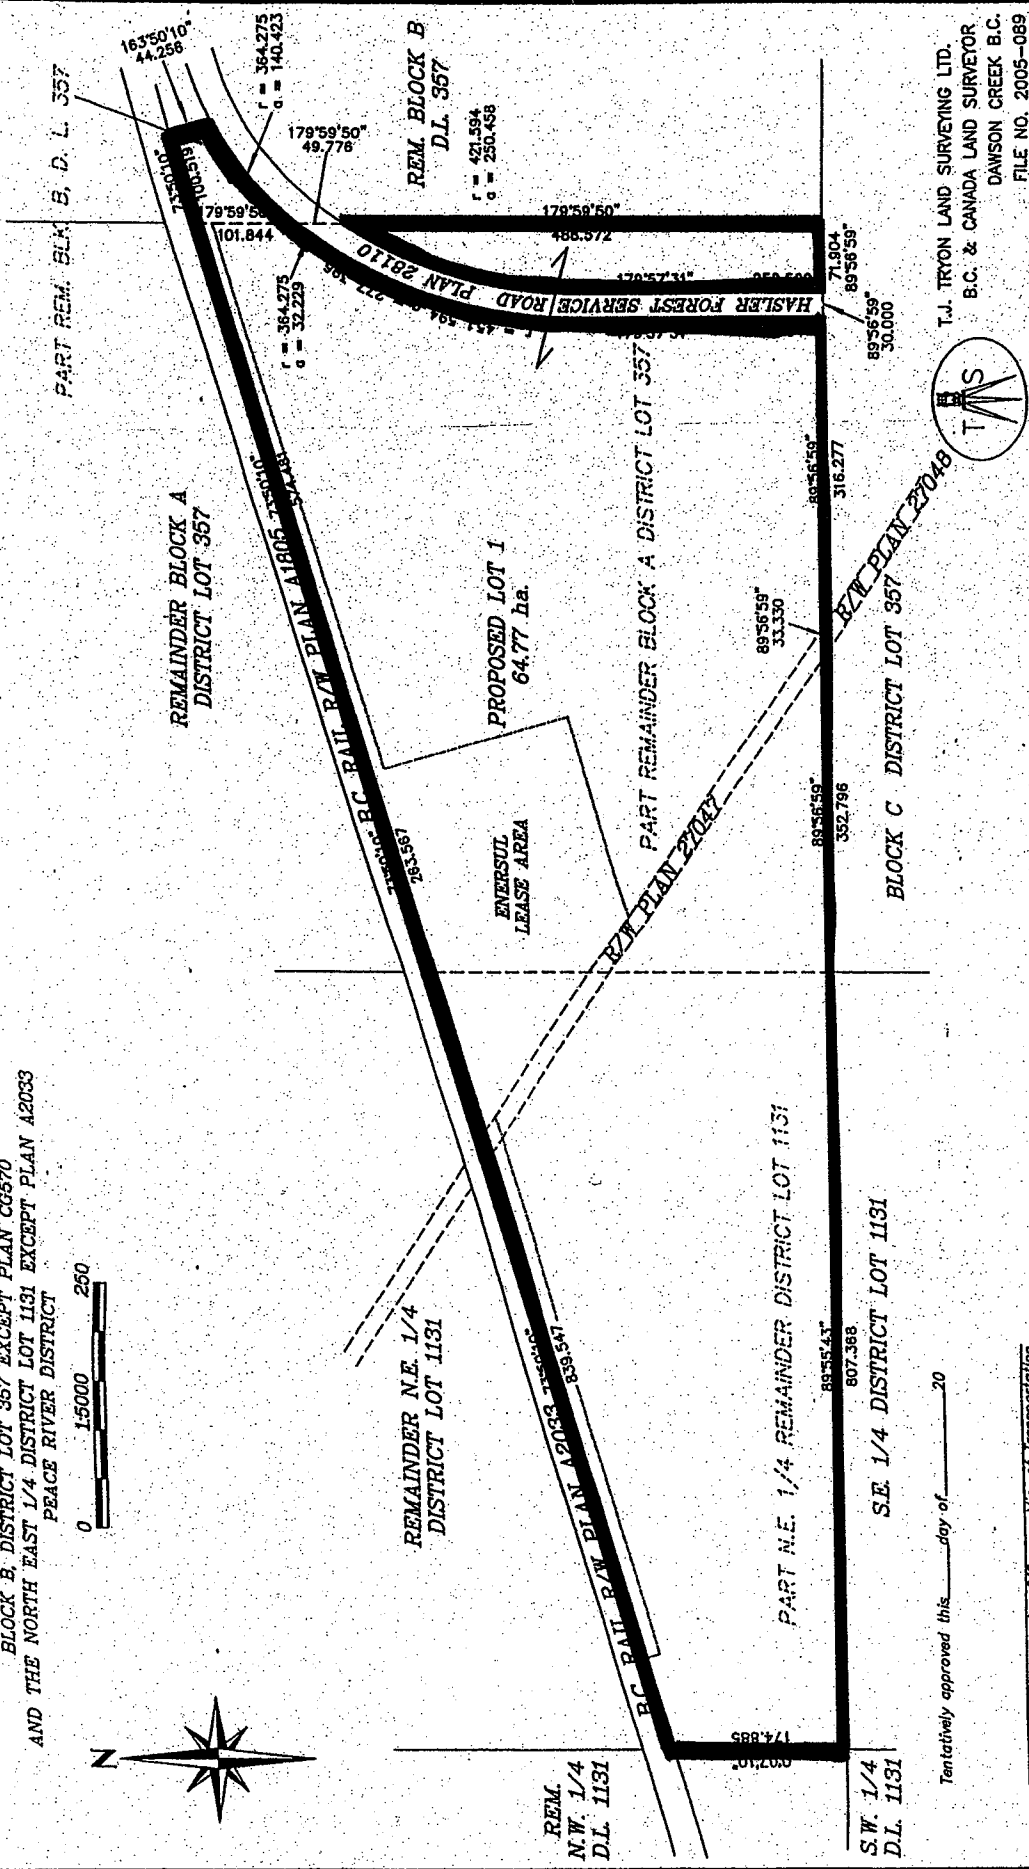 BLOCK B, DISTRICT LOT 357 EXCEPT PLAN CG570
AND THE NORTH EAST 1/4 DISTRICT LOT 1131 EXCEPT PLAN A2033
PEACE RIVER DISTRICT
0 1:5000 250
N
PART REM. BLK B, D. L. 357
163°50'10"
44.256
r = 364.275
a = 140.423
179°59'50"
49.776
REM. BLOCK B
D.L. 357
r = 421.594
a = 250.458
101.844
r = 364.275
a = 32.229
179°59'50"
486.572
HASLER FOREST SERVICE ROAD PLAN 28110
71.904
89°56'59"
89°56'59"
30.000
REMAINDER BLOCK A
DISTRICT LOT 357
BC RAIL R/W PLAN A1805
263.567
PROPOSED LOT 1
64.77 ha.
PART REMAINDER BLOCK A DISTRICT LOT 357
ENERSUL
LEASE AREA
R/W PLAN 27047
89°56'59"
316.277
89°56'59"
33.330
R/W PLAN 27048
89°56'59"
352.796
BLOCK C DISTRICT LOT 357
REMAINDER N.E. 1/4
DISTRICT LOT 1131
BC RAIL R/W PLAN A2033
839.547
PART N.E. 1/4 REMAINDER DISTRICT LOT 1131
89°55'43"
807.368
S.E. 1/4 DISTRICT LOT 1131
REM.
N.W. 1/4
D.L. 1131
0°07'10"
174.885
S.W. 1/4
D.L. 1131
Tentatively approved this day of 20
T S
T.J. TRYON LAND SURVEYING LTD.
B.C. & CANADA LAND SURVEYOR
DAWSON CREEK B.C.
FILE NO. 2005-089